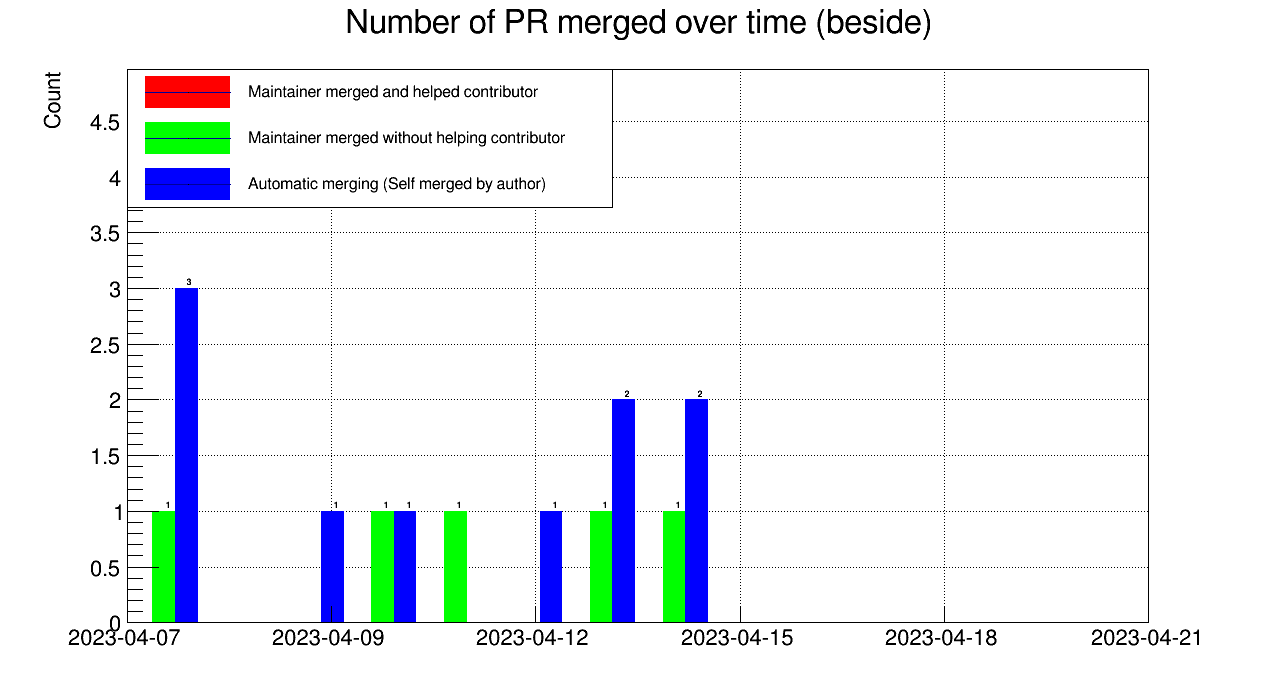 Number of PR merged over time (beside)
Count
Maintainer merged and helped contributor
Maintainer merged without helping contributor
Automatic merging (Self merged by author)
4.5
4
3.5
3
2.5
2
1.5
1
0.5
0
1 3 1 1 1 1 1 1 2 1 2
2023-04-07 2023-04-09 2023-04-12 2023-04-15 2023-04-18 2023-04-21